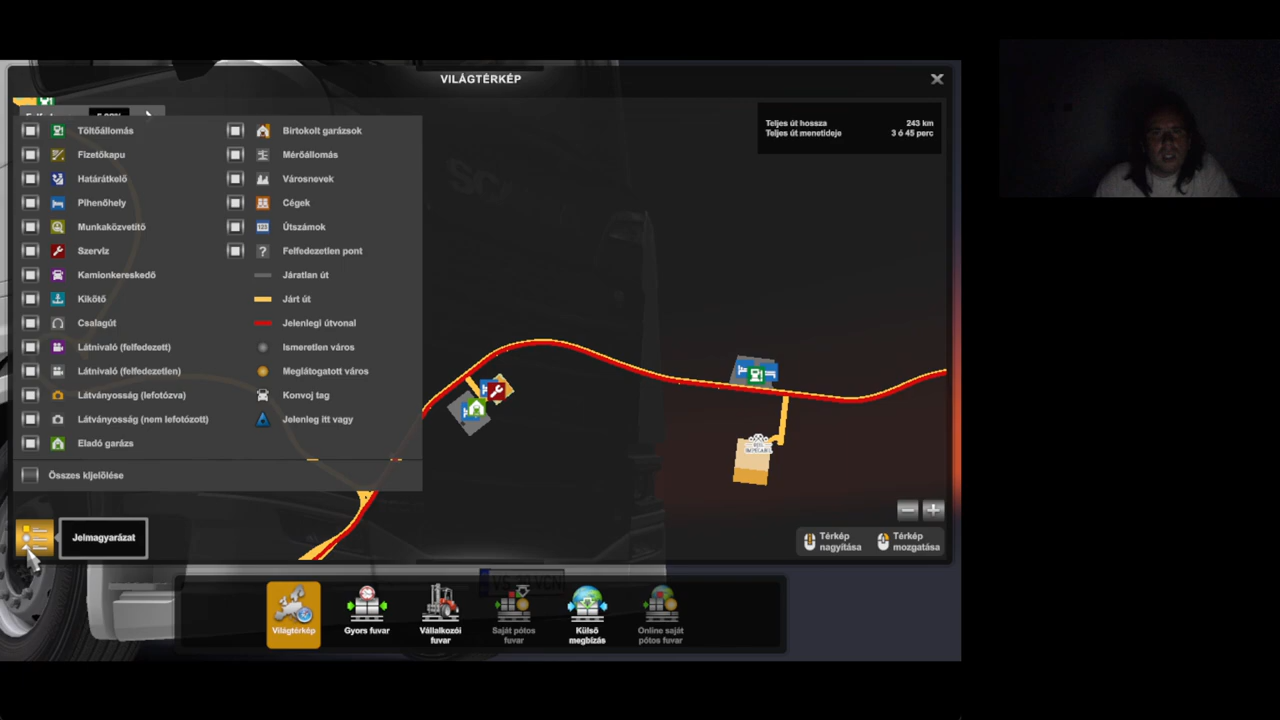 VILÁGTÉRKÉP
Teljes út hossza 243 km
Teljes út menetideje 3 ó 45 perc
Töltőállomás
Fizetőkapu
Határátkelő
Pihenőhely
Munkaközvetítő
Szerviz
Kamionkereskedő
Kikötő
Csalagút
Látnivaló (felfedezett)
Látnivaló (felfedezetlen)
Látványosság (lefotózva)
Látványosság (nem lefotózott)
Eladó garázs
Birtokolt garázsok
Mérőállomás
Városnevek
Cégek
Útszámok
Felfedezetlen pont
Járatlan út
Járt út
Jelenlegi útvonal
Ismeretlen város
Meglátogatott város
Konvoj tag
Jelenleg itt vagy
Összes kijelölése
Jelmagyarázat
Térkép nagyítása
Térkép mozgatása
Világtérkép
Gyors fuvar
Vállalkozói fuvar
Saját pótos fuvar
Külső megbízás
Online saját pótos fuvar